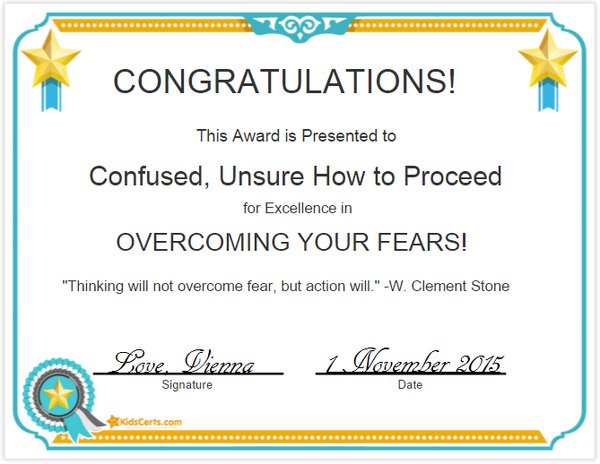 CONGRATULATIONS!
This Award is Presented to
Confused, Unsure How to Proceed
for Excellence in
OVERCOMING YOUR FEARS!
"Thinking will not overcome fear, but action will." -W. Clement Stone
Love, Vienna
1 November 2015
Signature
Date
KidsCerts.com